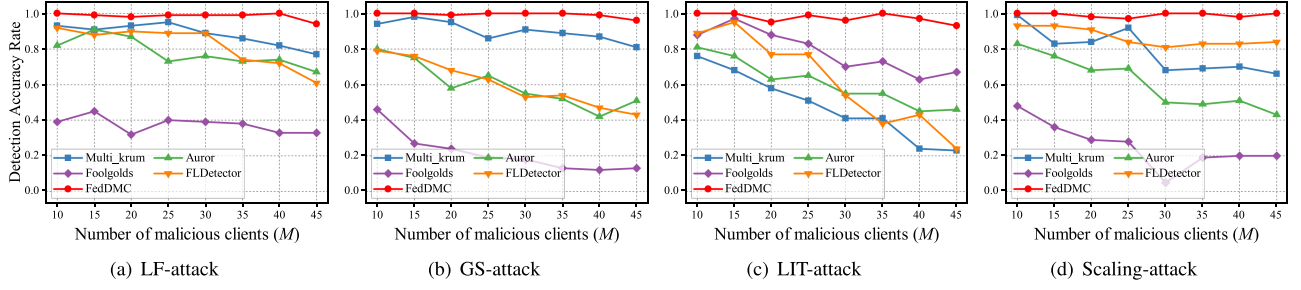 Detection Accuracy Rate
1.0
0.8
0.6
0.4
0.2
0.0
Multi_krum
Foolgolds
FedDMC
Auror
FLDetector
10 15 20 25 30 35 40 45
Number of malicious clients (M)
(a) LF-attack
1.0
0.8
0.6
0.4
0.2
0.0
Multi_krum
Foolgolds
FedDMC
Auror
FLDetector
10 15 20 25 30 35 40 45
Number of malicious clients (M)
(b) GS-attack
1.0
0.8
0.6
0.4
0.2
0.0
Multi_krum
Foolgolds
FedDMC
Auror
FLDetector
10 15 20 25 30 35 40 45
Number of malicious clients (M)
(c) LIT-attack
1.0
0.8
0.6
0.4
0.2
0.0
Multi_krum
Foolgolds
FedDMC
Auror
FLDetector
10 15 20 25 30 35 40 45
Number of malicious clients (M)
(d) Scaling-attack